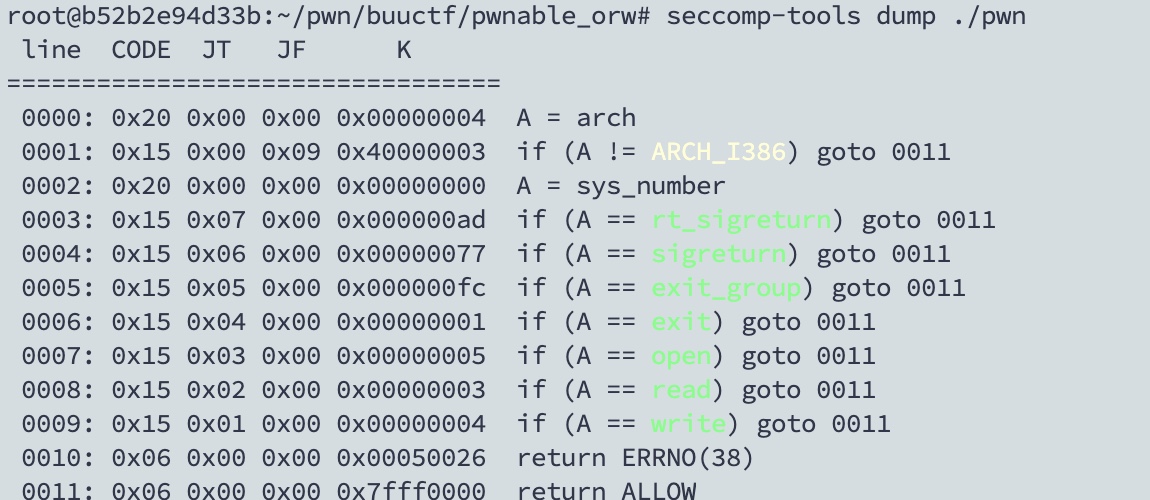 root@b52b2e94d33b:~/pwn/buuctf/pwnable_orw# seccomp-tools dump ./pwn
 line  CODE  JT   JF      K
=================================
 0000: 0x20 0x00 0x00 0x00000004  A = arch
 0001: 0x15 0x00 0x09 0x40000003  if (A != ARCH_I386) goto 0011
 0002: 0x20 0x00 0x00 0x00000000  A = sys_number
 0003: 0x15 0x07 0x00 0x000000ad  if (A == rt_sigreturn) goto 0011
 0004: 0x15 0x06 0x00 0x00000077  if (A == sigreturn) goto 0011
 0005: 0x15 0x05 0x00 0x000000fc  if (A == exit_group) goto 0011
 0006: 0x15 0x04 0x00 0x00000001  if (A == exit) goto 0011
 0007: 0x15 0x03 0x00 0x00000005  if (A == open) goto 0011
 0008: 0x15 0x02 0x00 0x00000003  if (A == read) goto 0011
 0009: 0x15 0x01 0x00 0x00000004  if (A == write) goto 0011
 0010: 0x06 0x00 0x00 0x00050026  return ERRNO(38)
 0011: 0x06 0x00 0x00 0x7fff0000  return ALLOW